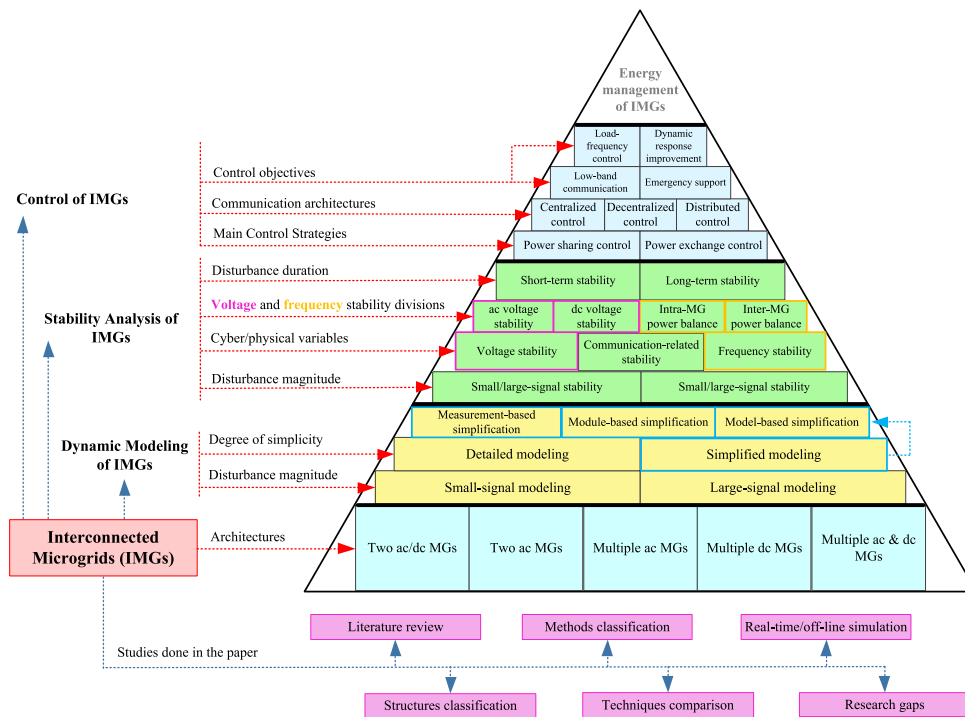 Energy
management
of IMGs
Load-
frequency
control
Dynamic
response
improvement
Control objectives
Low-band
communication
Emergency support
Control of IMGs
Communication architectures
Centralized
control
Decentralized
control
Distributed
control
Main Control Strategies
Power sharing control
Power exchange control
Disturbance duration
Short-term stability
Long-term stability
Voltage and frequency stability divisions
ac voltage
stability
dc voltage
stability
Intra-MG
power balance
Inter-MG
power balance
Stability Analysis of
IMGs
Cyber/physical variables
Voltage stability
Communication-related
stability
Frequency stability
Disturbance magnitude
Small/large-signal stability
Small/large-signal stability
Measurement-based
simplification
Module-based simplification
Model-based simplification
Dynamic Modeling
of IMGs
Degree of simplicity
Detailed modeling
Simplified modeling
Disturbance magnitude
Small-signal modeling
Large-signal modeling
Interconnected
Microgrids (IMGs)
Architectures
Two ac/dc MGs
Two ac MGs
Multiple ac MGs
Multiple dc MGs
Multiple ac & dc
MGs
Literature review
Methods classification
Real-time/off-line simulation
Studies done in the paper
Structures classification
Techniques comparison
Research gaps